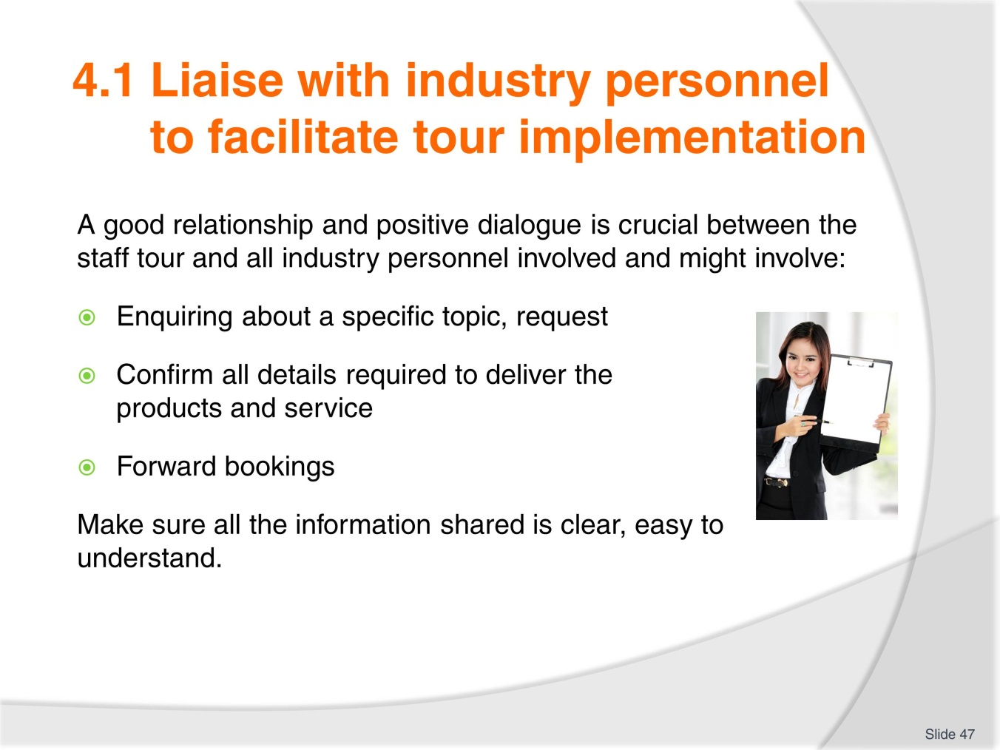 4.1 Liaise with industry personnel
to facilitate tour implementation
A good relationship and positive dialogue is crucial between the
staff tour and all industry personnel involved and might involve:
Enquiring about a specific topic, request
Confirm all details required to deliver the
products and service
Forward bookings
Make sure all the information shared is clear, easy to
understand.
Slide 47